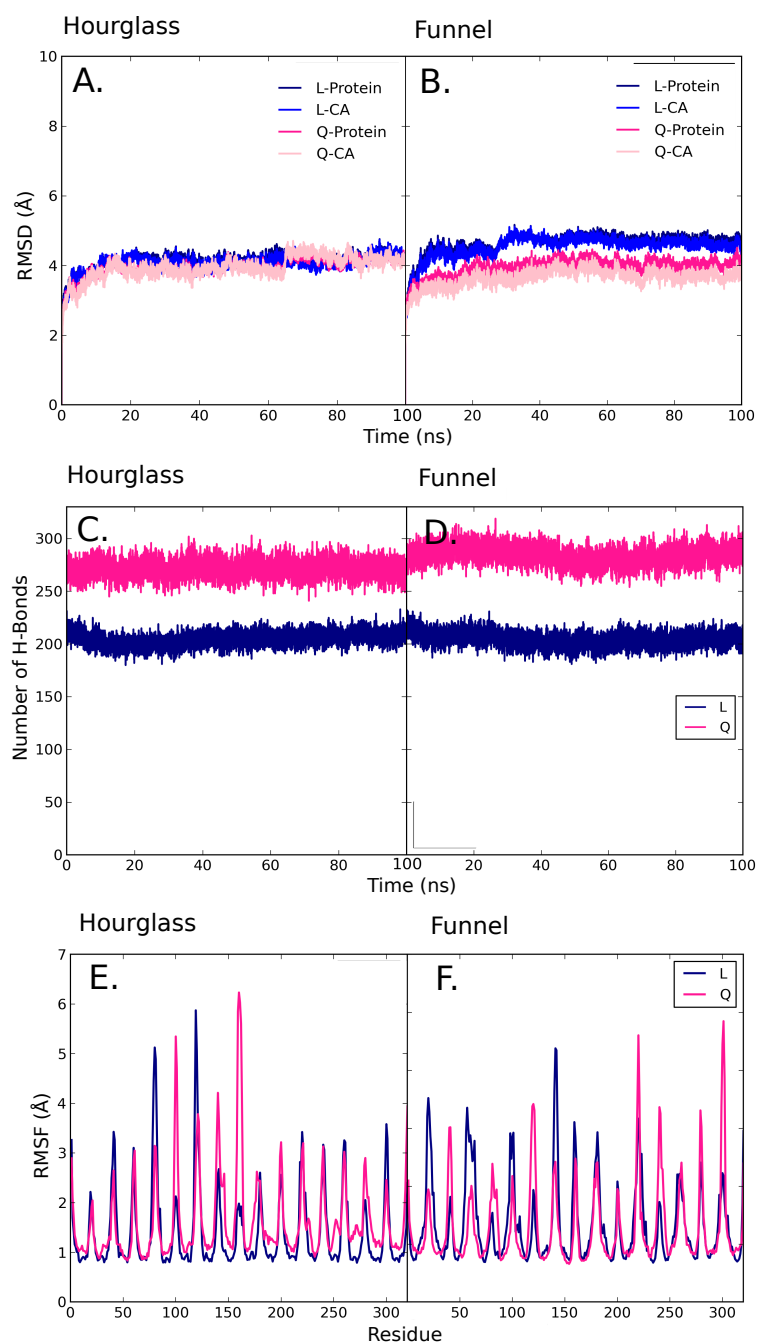 Hourglass Funnel
10
8
6
4
2
0
RMSD (Å)
A. B.
L-Protein
L-CA
Q-Protein
Q-CA
L-Protein
L-CA
Q-Protein
Q-CA
0 20 40 60 80 100 20 40 60 80 100
Time (ns)
Hourglass Funnel
300
250
200
150
100
50
0
Number of H-Bonds
C. D.
L
Q
0 20 40 60 80 100 20 40 60 80 100
Time (ns)
Hourglass Funnel
7
6
5
4
3
2
1
0
RMSF (Å)
E. F.
L
Q
0 50 100 150 200 250 300 50 100 150 200 250 300
Residue